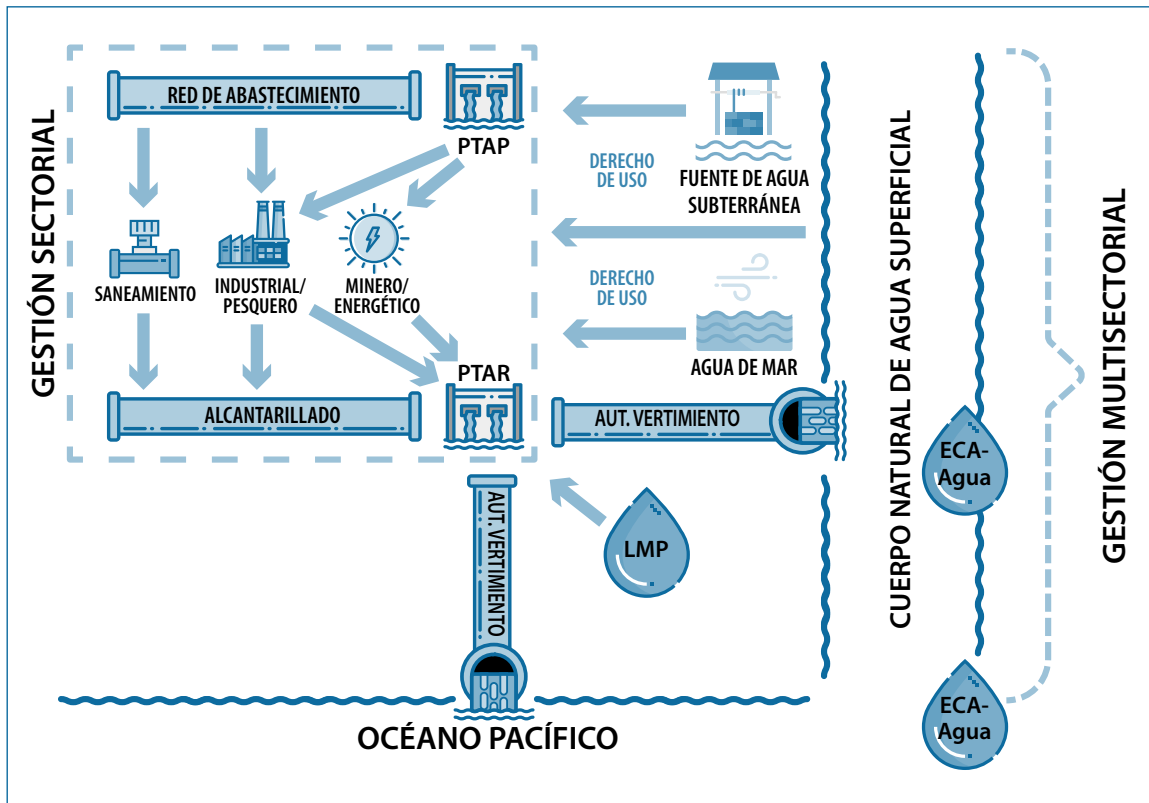 GESTIÓN SECTORIAL
RED DE ABASTECIMIENTO
PTAP
SANEAMIENTO
INDUSTRIAL/
PESQUERO
MINERO/
ENERGÉTICO
PTAR
ALCANTARILLADO
DERECHO
DE USO
FUENTE DE AGUA
SUBTERRÁNEA
DERECHO
DE USO
AGUA DE MAR
AUT. VERTIMIENTO
AUT. VERTIMIENTO
LMP
OCÉANO PACÍFICO
CUERPO NATURAL DE AGUA SUPERFICIAL
ECA-
Agua
ECA-
Agua
GESTIÓN MULTISECTORIAL